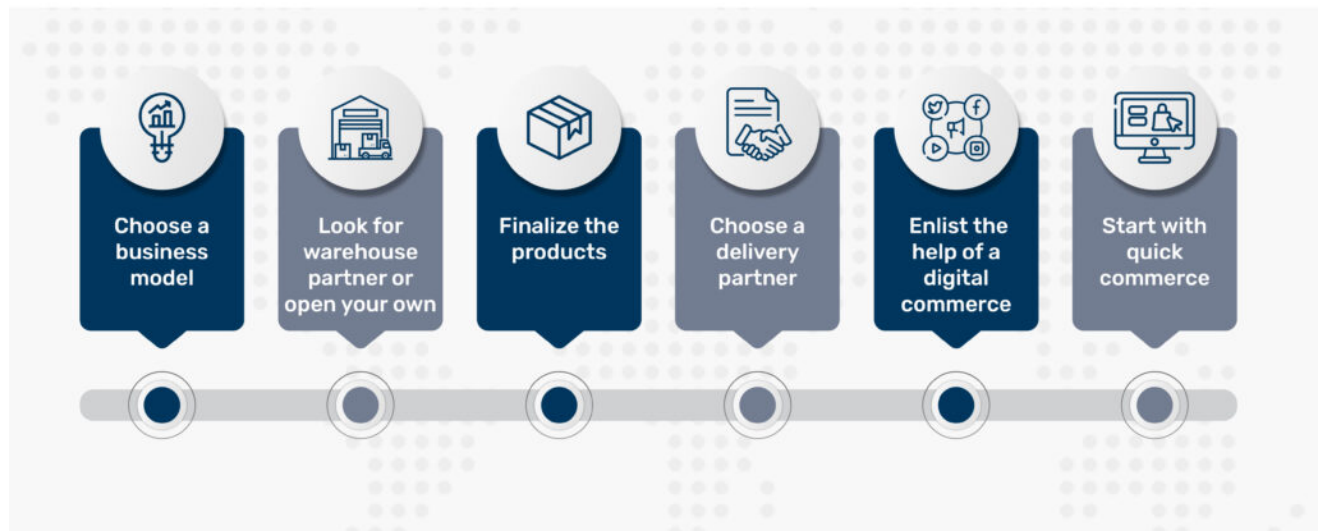 Choose a
business
model
Look for
warehouse
partner or
open your own
Finalize the
products
Choose a
delivery
partner
Enlist the
help of a
digital
commerce
Start with
quick
commerce